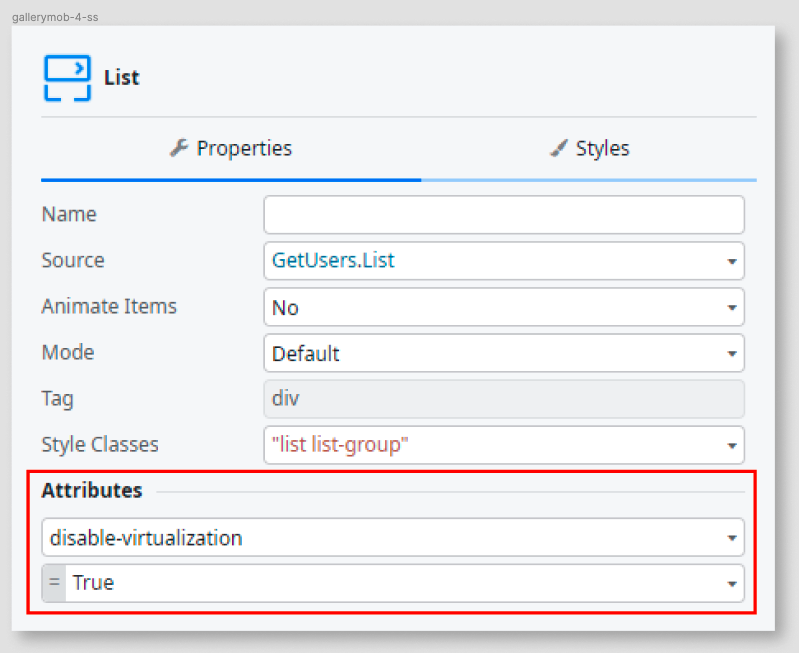 gallerymob-4-ss
List
Properties
Styles
Name
Source GetUsers.List
Animate Items No
Mode Default
Tag div
Style Classes "list list-group"
Attributes
disable-virtualization
= True